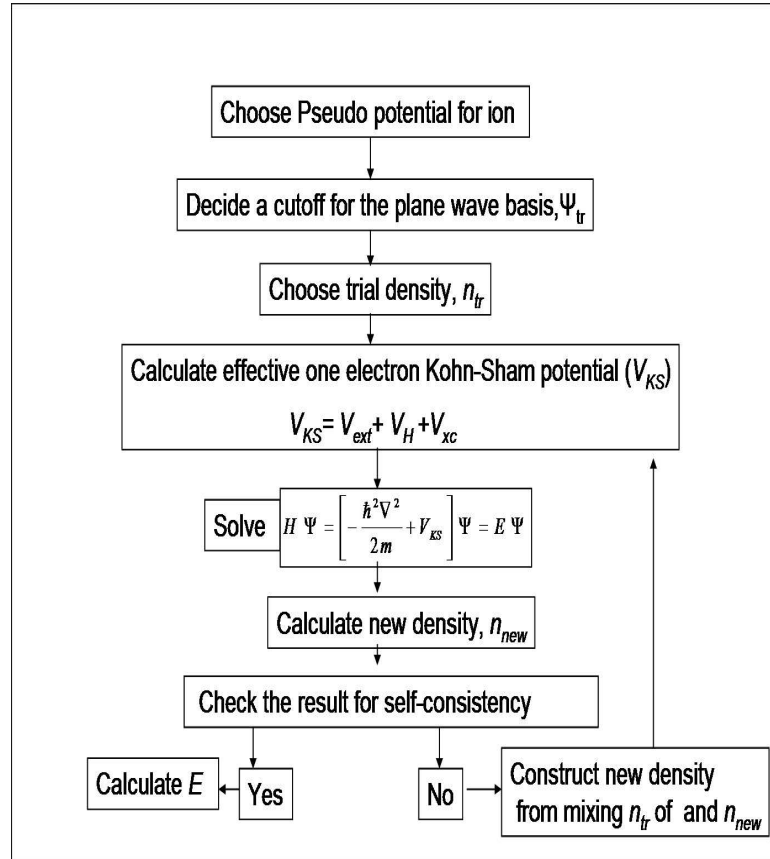 Choose Pseudo potential for ion
Decide a cutoff for the plane wave basis,Ψtr
Choose trial density, ntr
Calculate effective one electron Kohn-Sham potential (VKS)
VKS= Vext+ VH +Vxc
Solve H Ψ = [ - ħ²∇² / 2m + VKS ] Ψ = E Ψ
Calculate new density, nnew
Check the result for self-consistency
Calculate E
Yes
No
Construct new density
from mixing ntr of and nnew